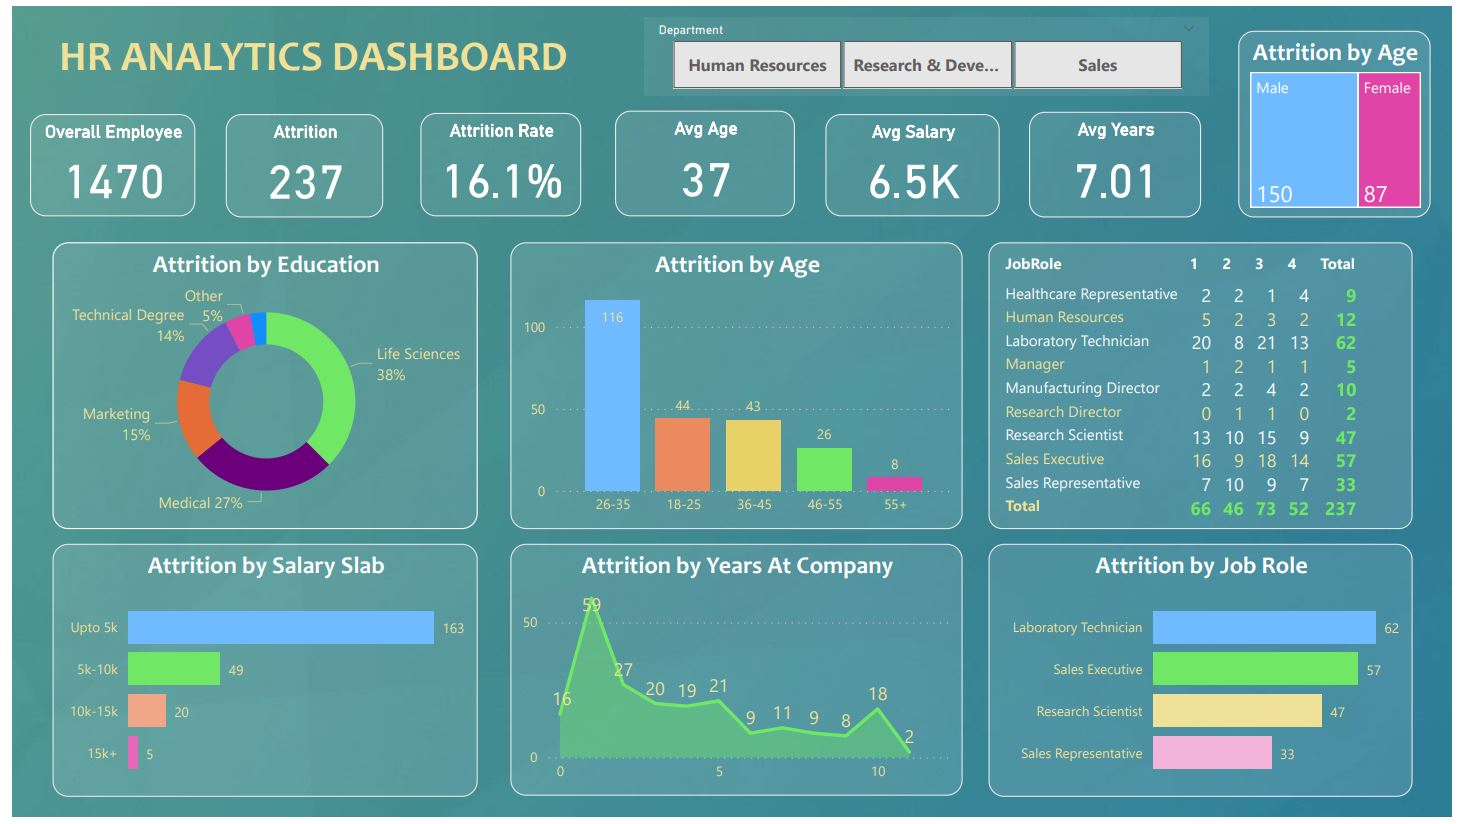 HR ANALYTICS DASHBOARD
Department
Human Resources
Research & Deve...
Sales
Attrition by Age
Male
Female
150
87
Overall Employee
1470
Attrition
237
Attrition Rate
16.1%
Avg Age
37
Avg Salary
6.5K
Avg Years
7.01
Attrition by Education
Other
5%
Technical Degree
14%
Life Sciences
38%
Marketing
15%
Medical 27%
Attrition by Age
100
50
0
116
44
43
26
8
26-35
18-25
36-45
46-55
55+
JobRole 1 2 3 4 Total
Healthcare Representative 2 2 1 4 9
Human Resources 5 2 3 2 12
Laboratory Technician 20 8 21 13 62
Manager 1 2 1 1 5
Manufacturing Director 2 2 4 2 10
Research Director 0 1 1 0 2
Research Scientist 13 10 15 9 47
Sales Executive 16 9 18 14 57
Sales Representative 7 10 9 7 33
Total 66 46 73 52 237
Attrition by Salary Slab
Upto 5k 163
5k-10k 49
10k-15k 20
15k+ 5
Attrition by Years At Company
50
0
16
59
27
20
19
21
9
11
9
8
18
2
0
5
10
Attrition by Job Role
Laboratory Technician 62
Sales Executive 57
Research Scientist 47
Sales Representative 33